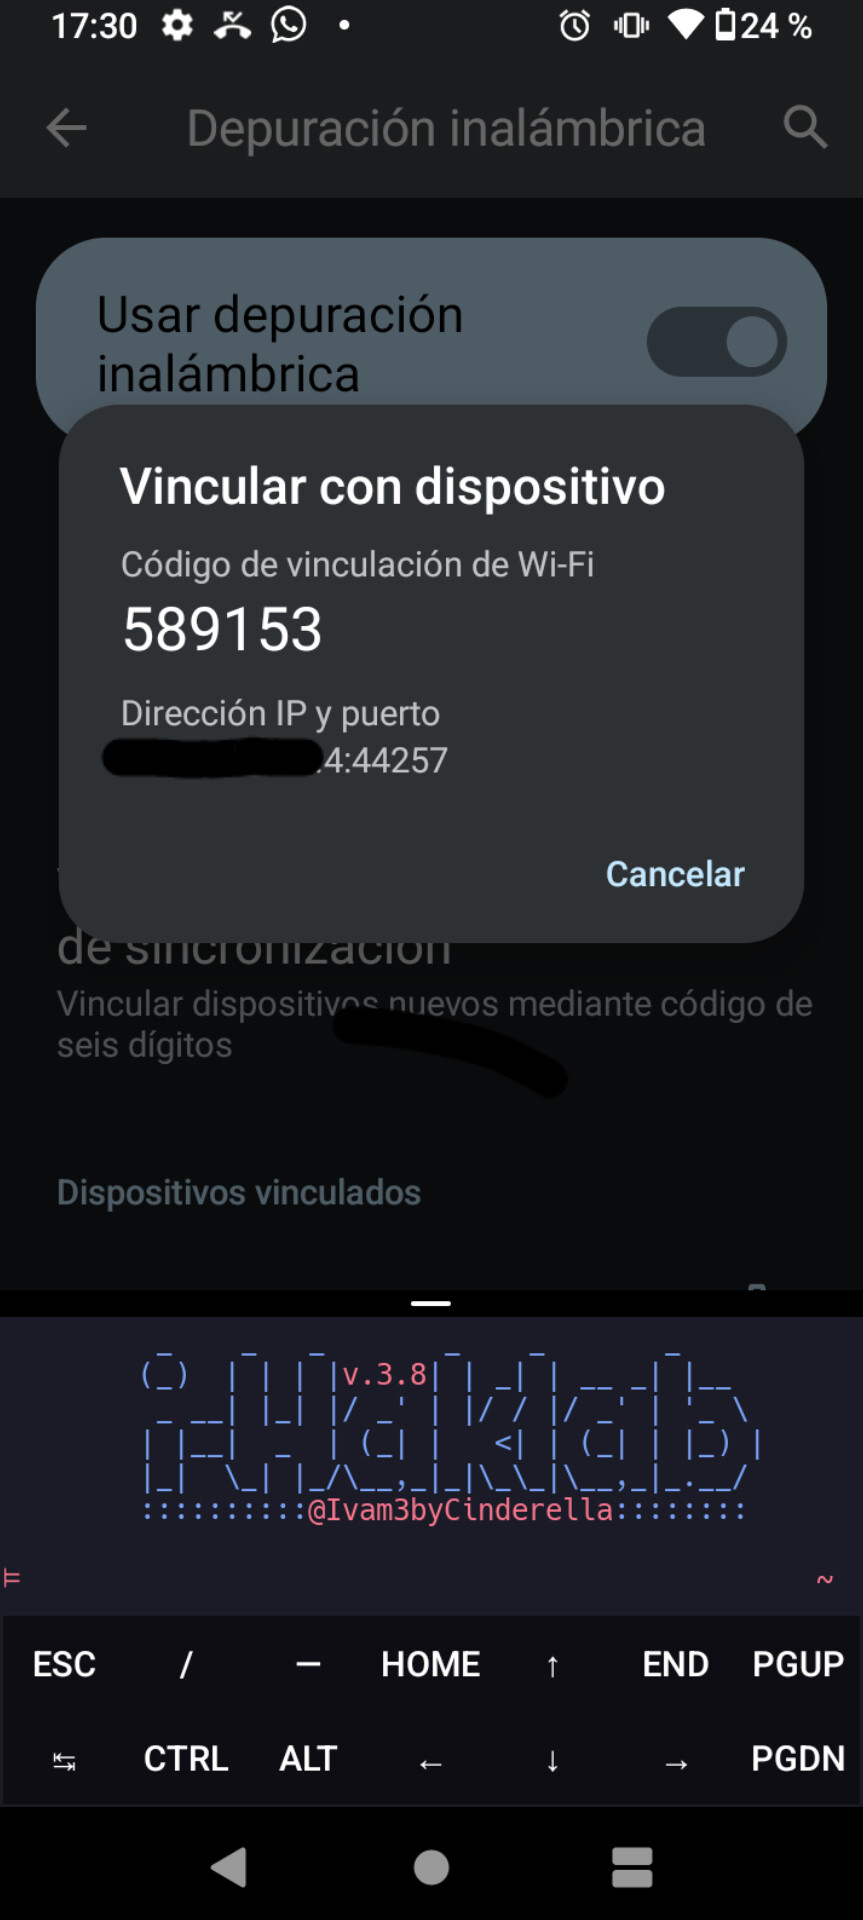 17:30
24 %
Depuración inalámbrica
Usar depuración
inalámbrica
Vincular con dispositivo
Código de vinculación de Wi-Fi
589153
Dirección IP y puerto
.4:44257
Cancelar
de sincronización
Vincular dispositivos nuevos mediante código de
seis dígitos
Dispositivos vinculados
i-Haklab
v.3.8
::::::::::@Ivam3byCinderella::::::::
~
ESC / — HOME ↑ END PGUP
↹ CTRL ALT ← ↓ → PGDN